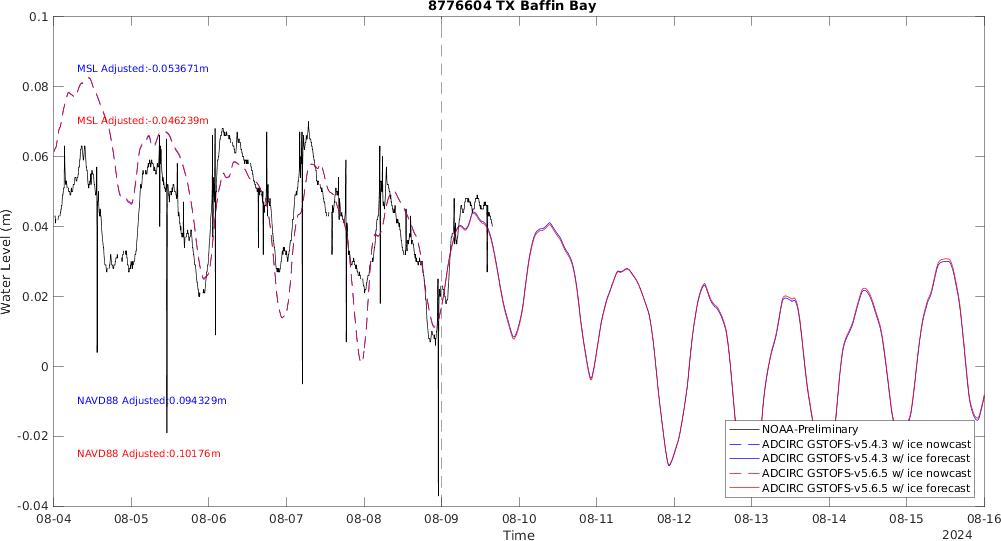 8776604 TX Baffin Bay
0.1
0.08
0.06
0.04
0.02
0
-0.02
-0.04
Water Level (m)
MSL Adjusted:-0.053671m
MSL Adjusted:-0.046239m
NAVD88 Adjusted:0.094329m
NAVD88 Adjusted:0.10176m
NOAA-Preliminary
ADCIRC GSTOFS-v5.4.3 w/ ice nowcast
ADCIRC GSTOFS-v5.4.3 w/ ice forecast
ADCIRC GSTOFS-v5.6.5 w/ ice nowcast
ADCIRC GSTOFS-v5.6.5 w/ ice forecast
08-04 08-05 08-06 08-07 08-08 08-09 08-10 08-11 08-12 08-13 08-14 08-15 08-16
Time
2024